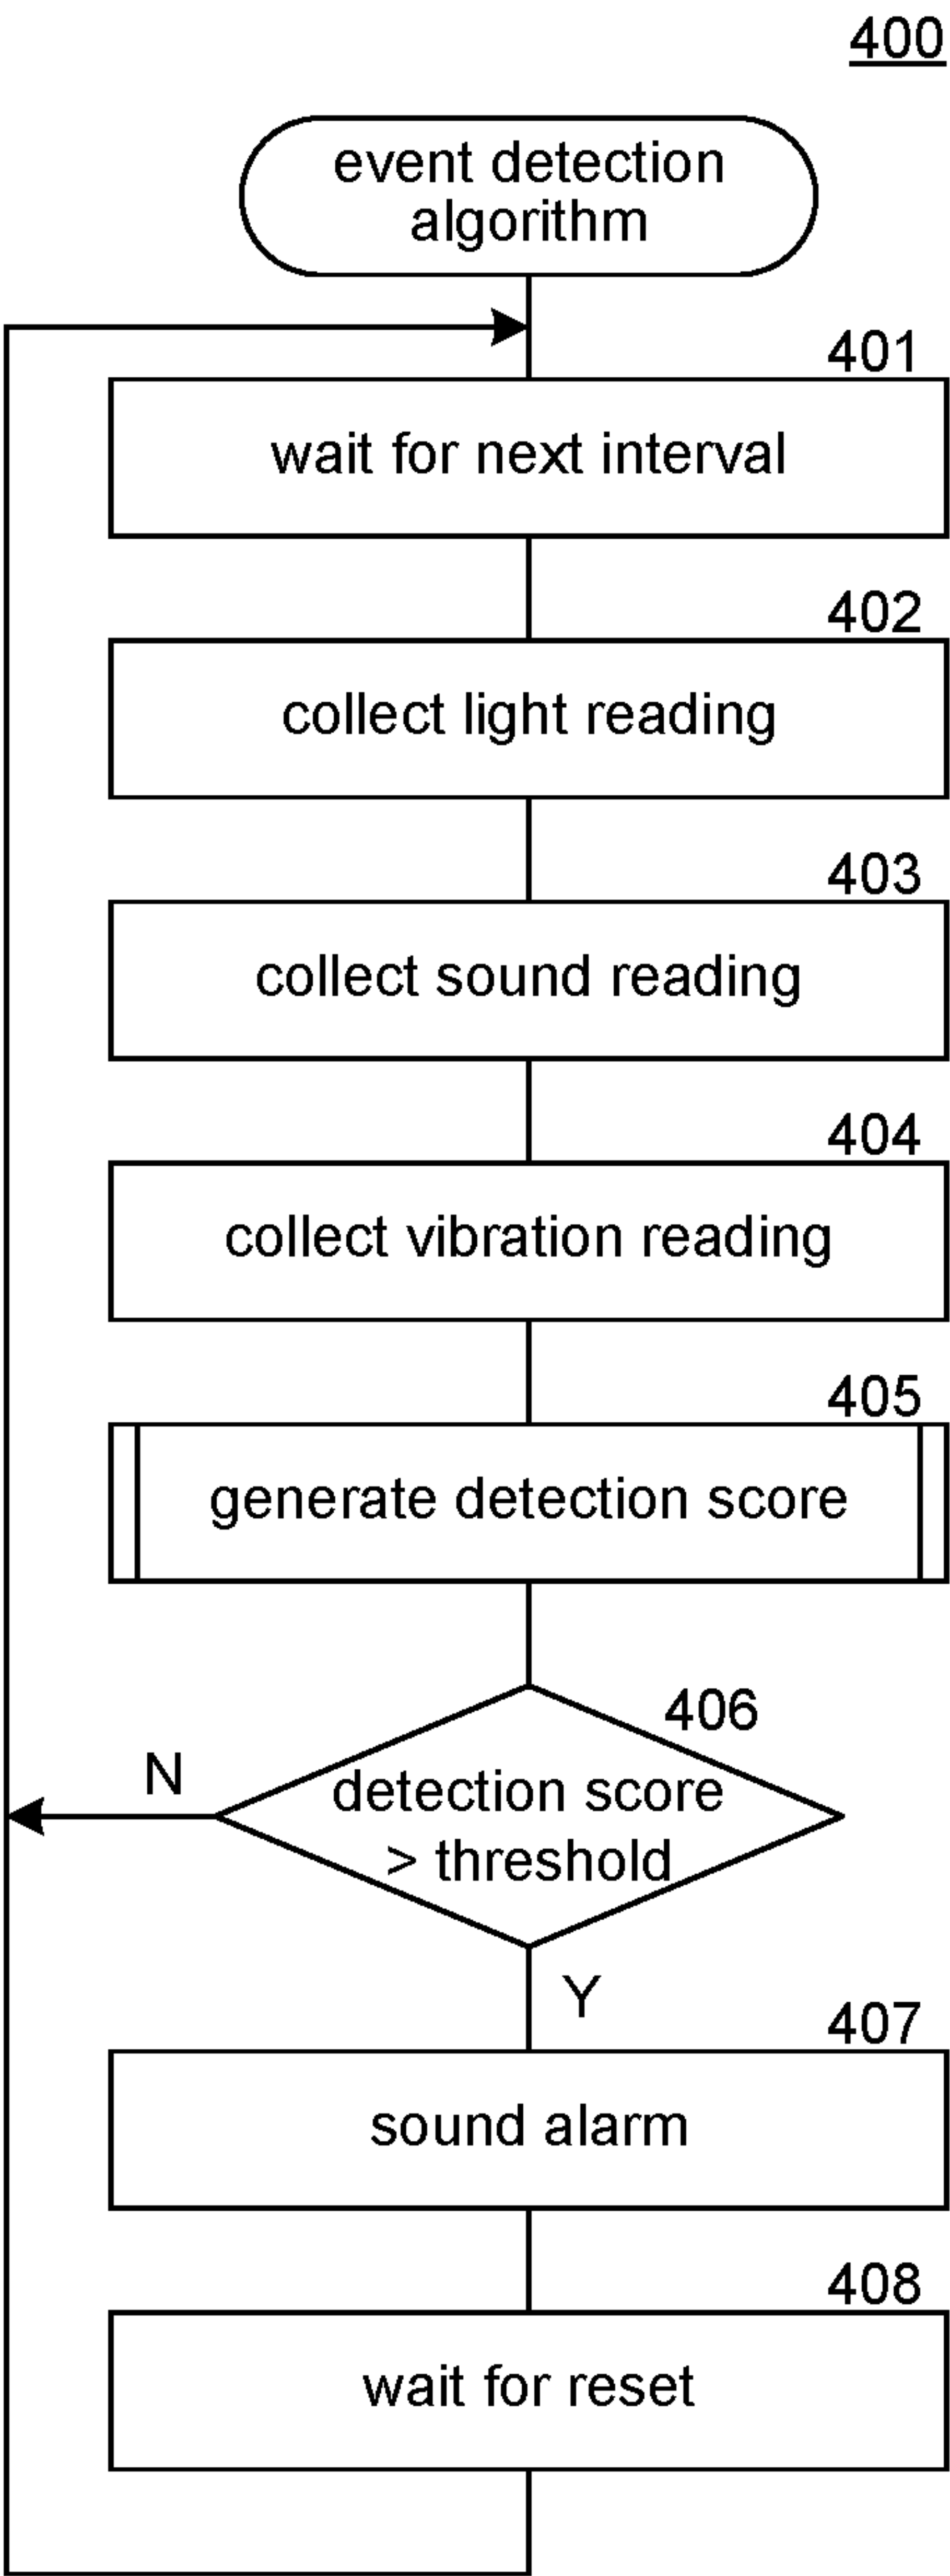 400
event detection
algorithm
401
wait for next interval
402
collect light reading
403
collect sound reading
404
collect vibration reading
405
generate detection score
406
N
detection score
> threshold
Y
407
sound alarm
408
wait for reset